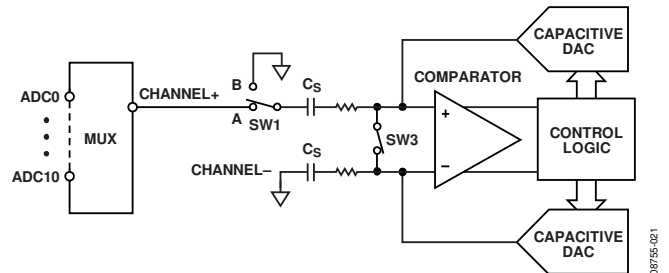 CAPACITIVE
DAC
COMPARATOR
B
CHANNEL+
CS
ADC0
A
SW1
+
MUX
SW3
CONTROL
LOGIC
CS
CHANNEL–
–
ADC10
CAPACITIVE
DAC
08755-021